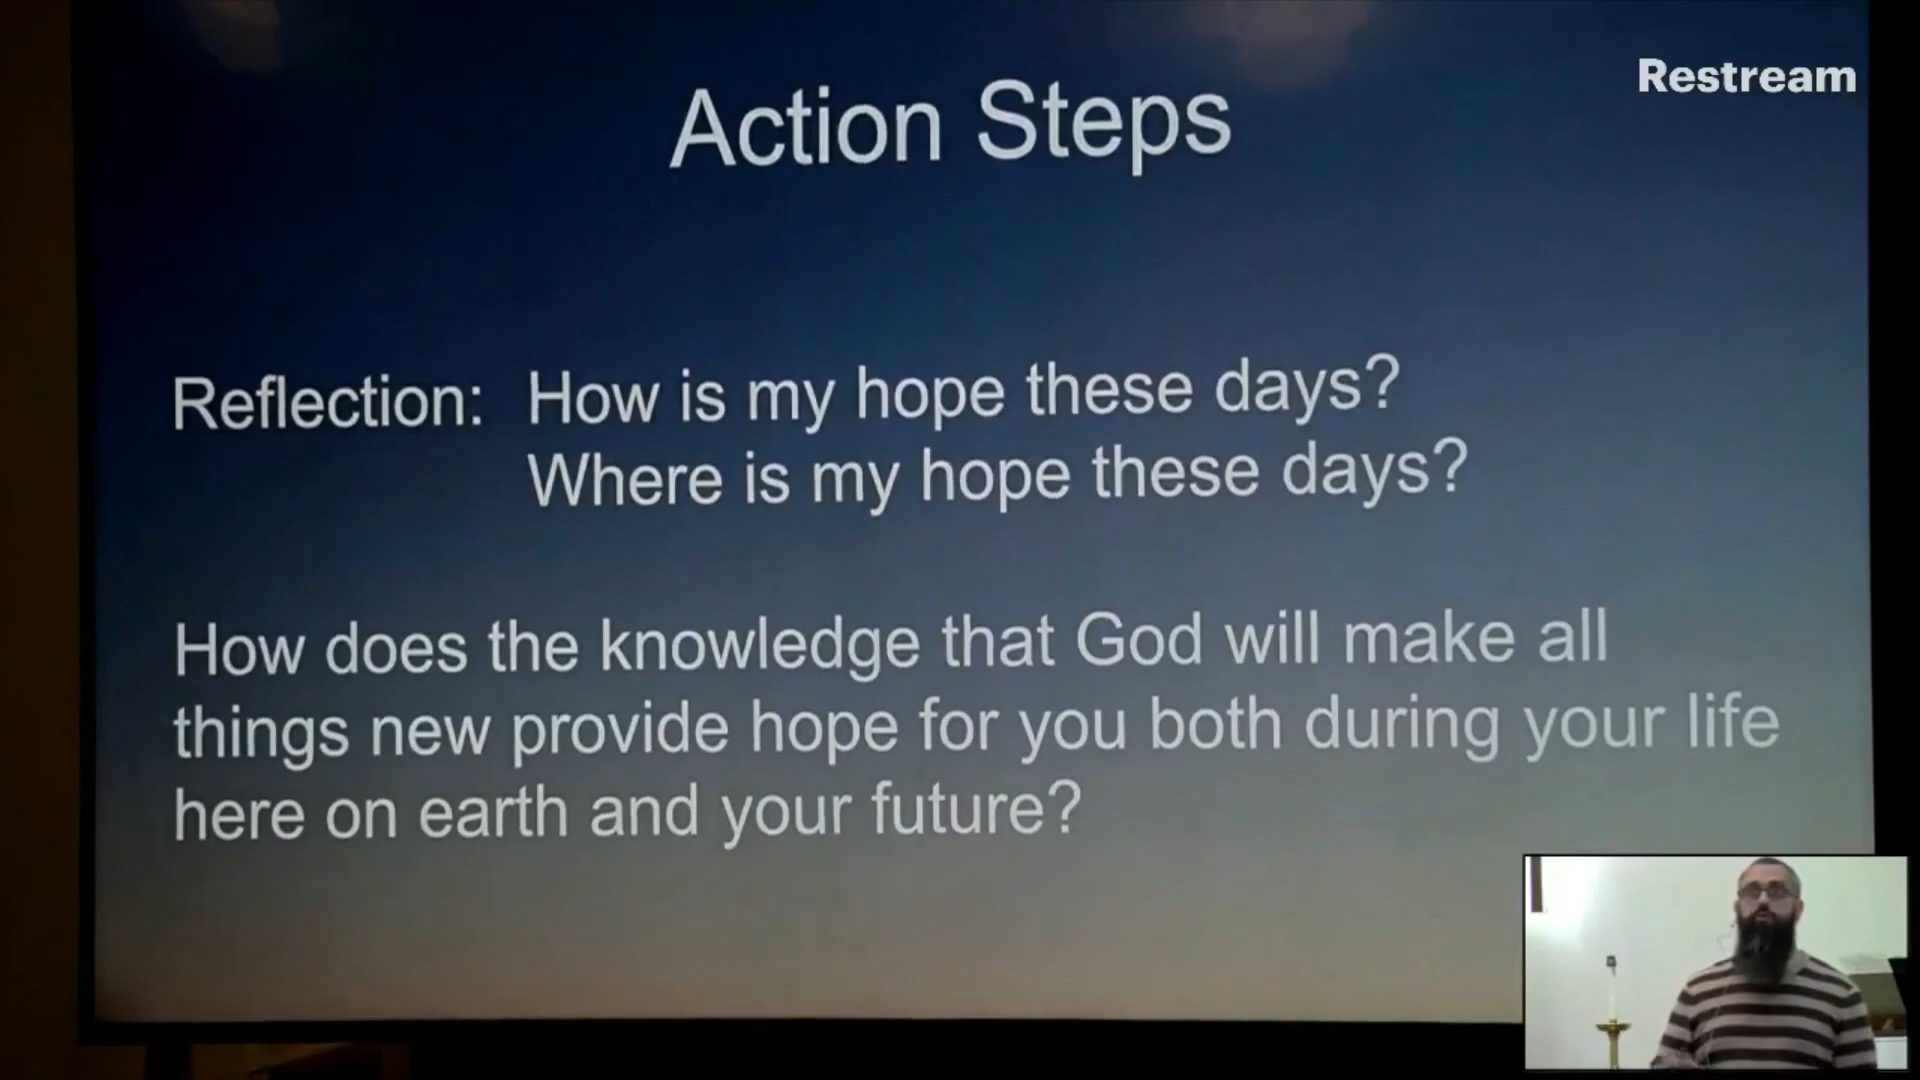 Restream
Action Steps
Reflection: How is my hope these days?
Where is my hope these days?
How does the knowledge that God will make all
things new provide hope for you both during your life
here on earth and your future?